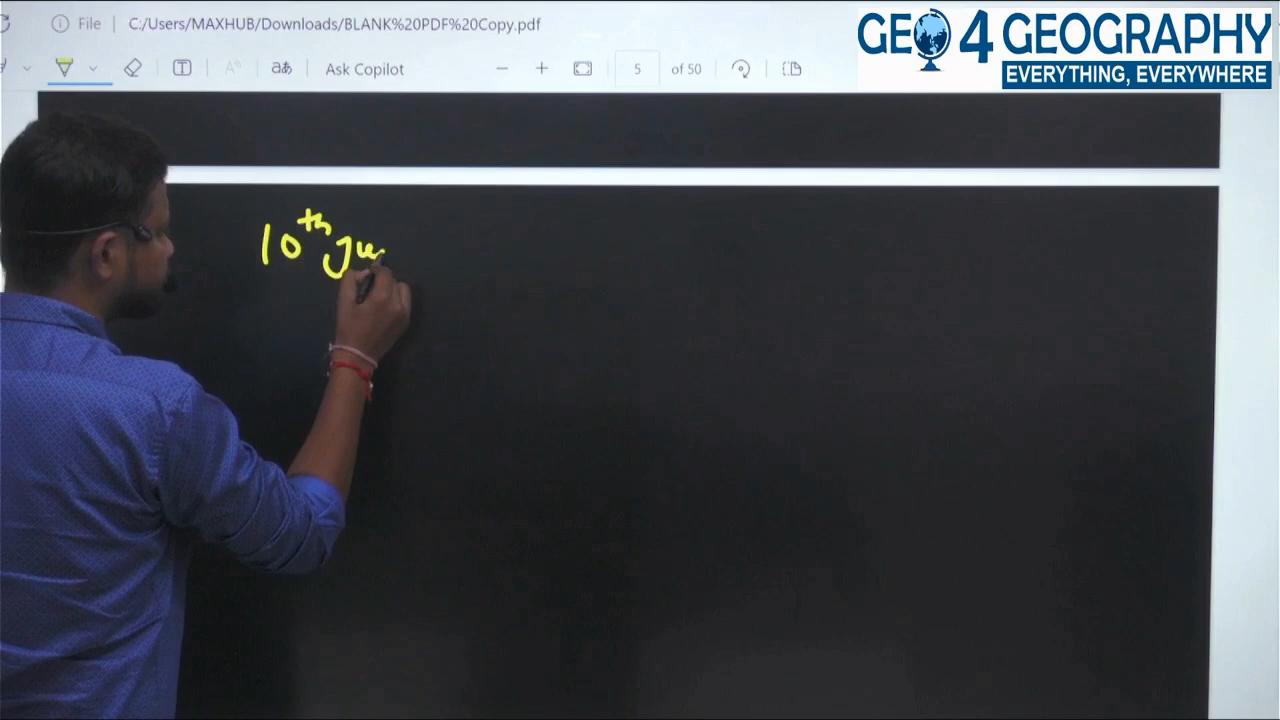 File
C:/Users/MAXHUB/Downloads/BLANK%20PDF%20Copy.pdf
Ask Copilot
5 of 50
GEO 4 GEOGRAPHY
EVERYTHING, EVERYWHERE
10th